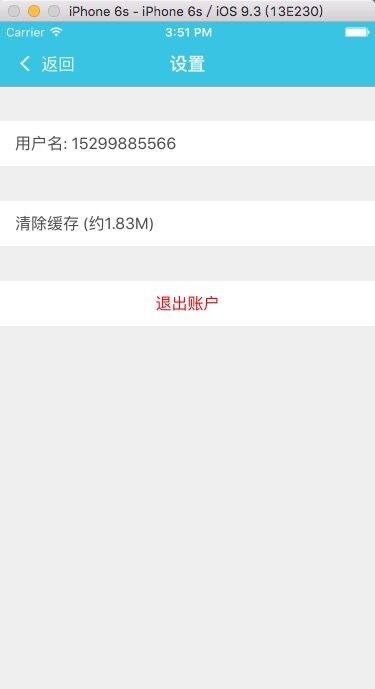 iPhone 6s - iPhone 6s / iOS 9.3 (13E230)
Carrier 3:51 PM
返回 设置
用户名: 15299885566
清除缓存 (约1.83M)
退出账户